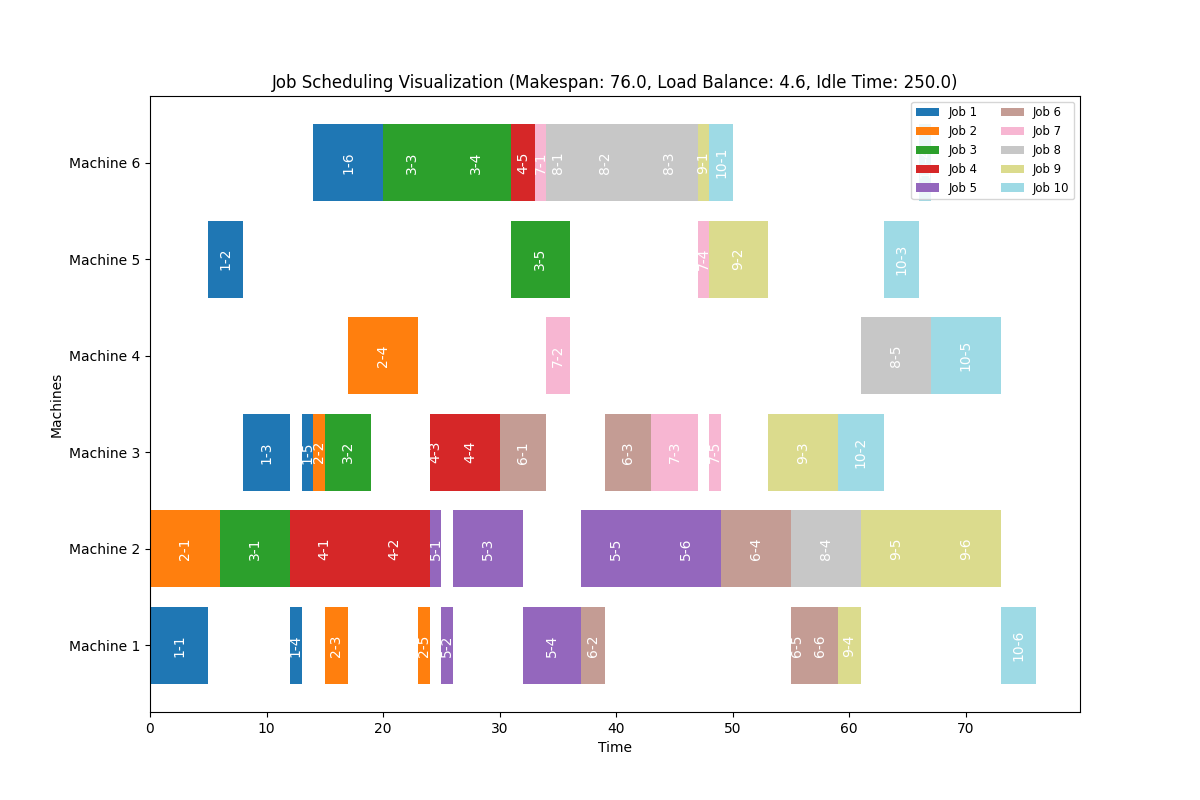 Job Scheduling Visualization (Makespan: 76.0, Load Balance: 4.6, Idle Time: 250.0)
Job 1 Job 6
Job 2 Job 7
Job 3 Job 8
Job 4 Job 9
Job 5 Job 10
Machine 6 1-6 3-3 3-4 4-5 7-1 8-1 8-2 8-3 9-1 10-1
Machine 5 1-2 3-5 7-4 9-2 10-3
Machine 4 2-4 7-2 8-5 10-5
Machine 3 1-3 1-5 2-2 3-2 4-3 4-4 6-1 6-3 7-3 7-5 9-3 10-2
Machine 2 2-1 3-1 4-1 4-2 5-1 5-3 5-5 5-6 6-4 8-4 9-5 9-6
Machine 1 1-1 1-4 2-3 2-5 5-2 5-4 6-2 6-5 6-6 9-4 10-6
Machines
0 10 20 30 40 50 60 70
Time